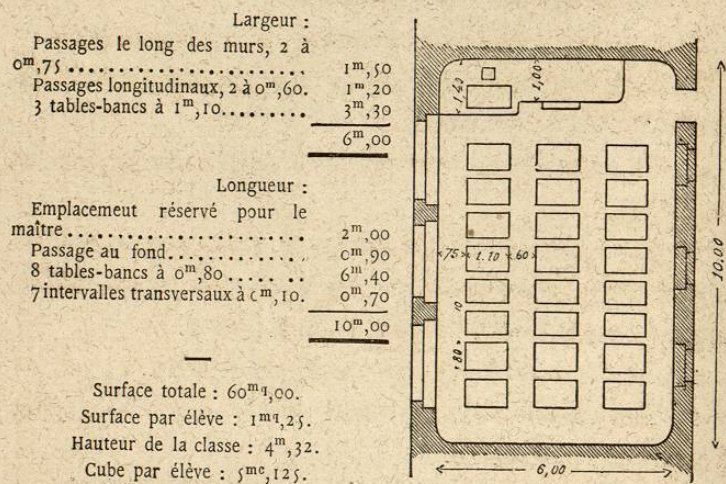 Largeur :
Passages le long des murs, 2 à
0m,75 ........................ 1m,50
Passages longitudinaux, 2 à 0m,60. 1m,20
3 tables-bancs à 1m,10......... 3m,30
6m,00
Longueur :
Emplacement réservé pour le
maître........................ 2m,00
Passage au fond............... 0m,90
8 tables-bancs à 0m,80..... .. 6m,40
7 intervalles transversaux à 0m,10. 0m,70
10m,00
Surface totale : 60mq,00.
Surface par élève : 1mq,25.
Hauteur de la classe : 4m,32.
Cube par élève : 5mc,125.
1,40
1,00
75
1.10
60
10
80
10.00
6,00